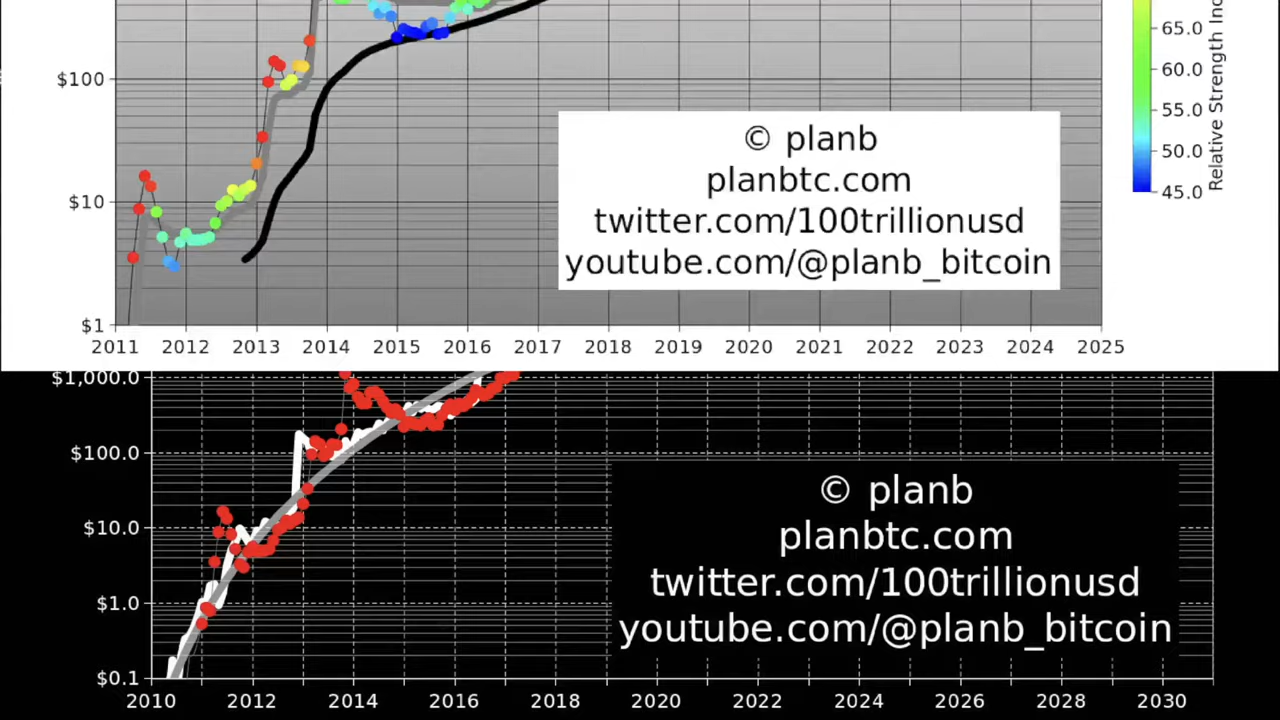 65.0
60.0
$100
55.0
50.0
$10
45.0
Relative Strength
© planb
planbtc.com
twitter.com/100trillionusd
youtube.com/@planb_bitcoin
$1
2011 2012 2013 2014 2015 2016 2017 2018 2019 2020 2021 2022 2023 2024 2025
$1,000.0
$100.0
$10.0
$1.0
$0.1
© planb
planbtc.com
twitter.com/100trillionusd
youtube.com/@planb_bitcoin
2010 2012 2014 2016 2018 2020 2022 2024 2026 2028 2030